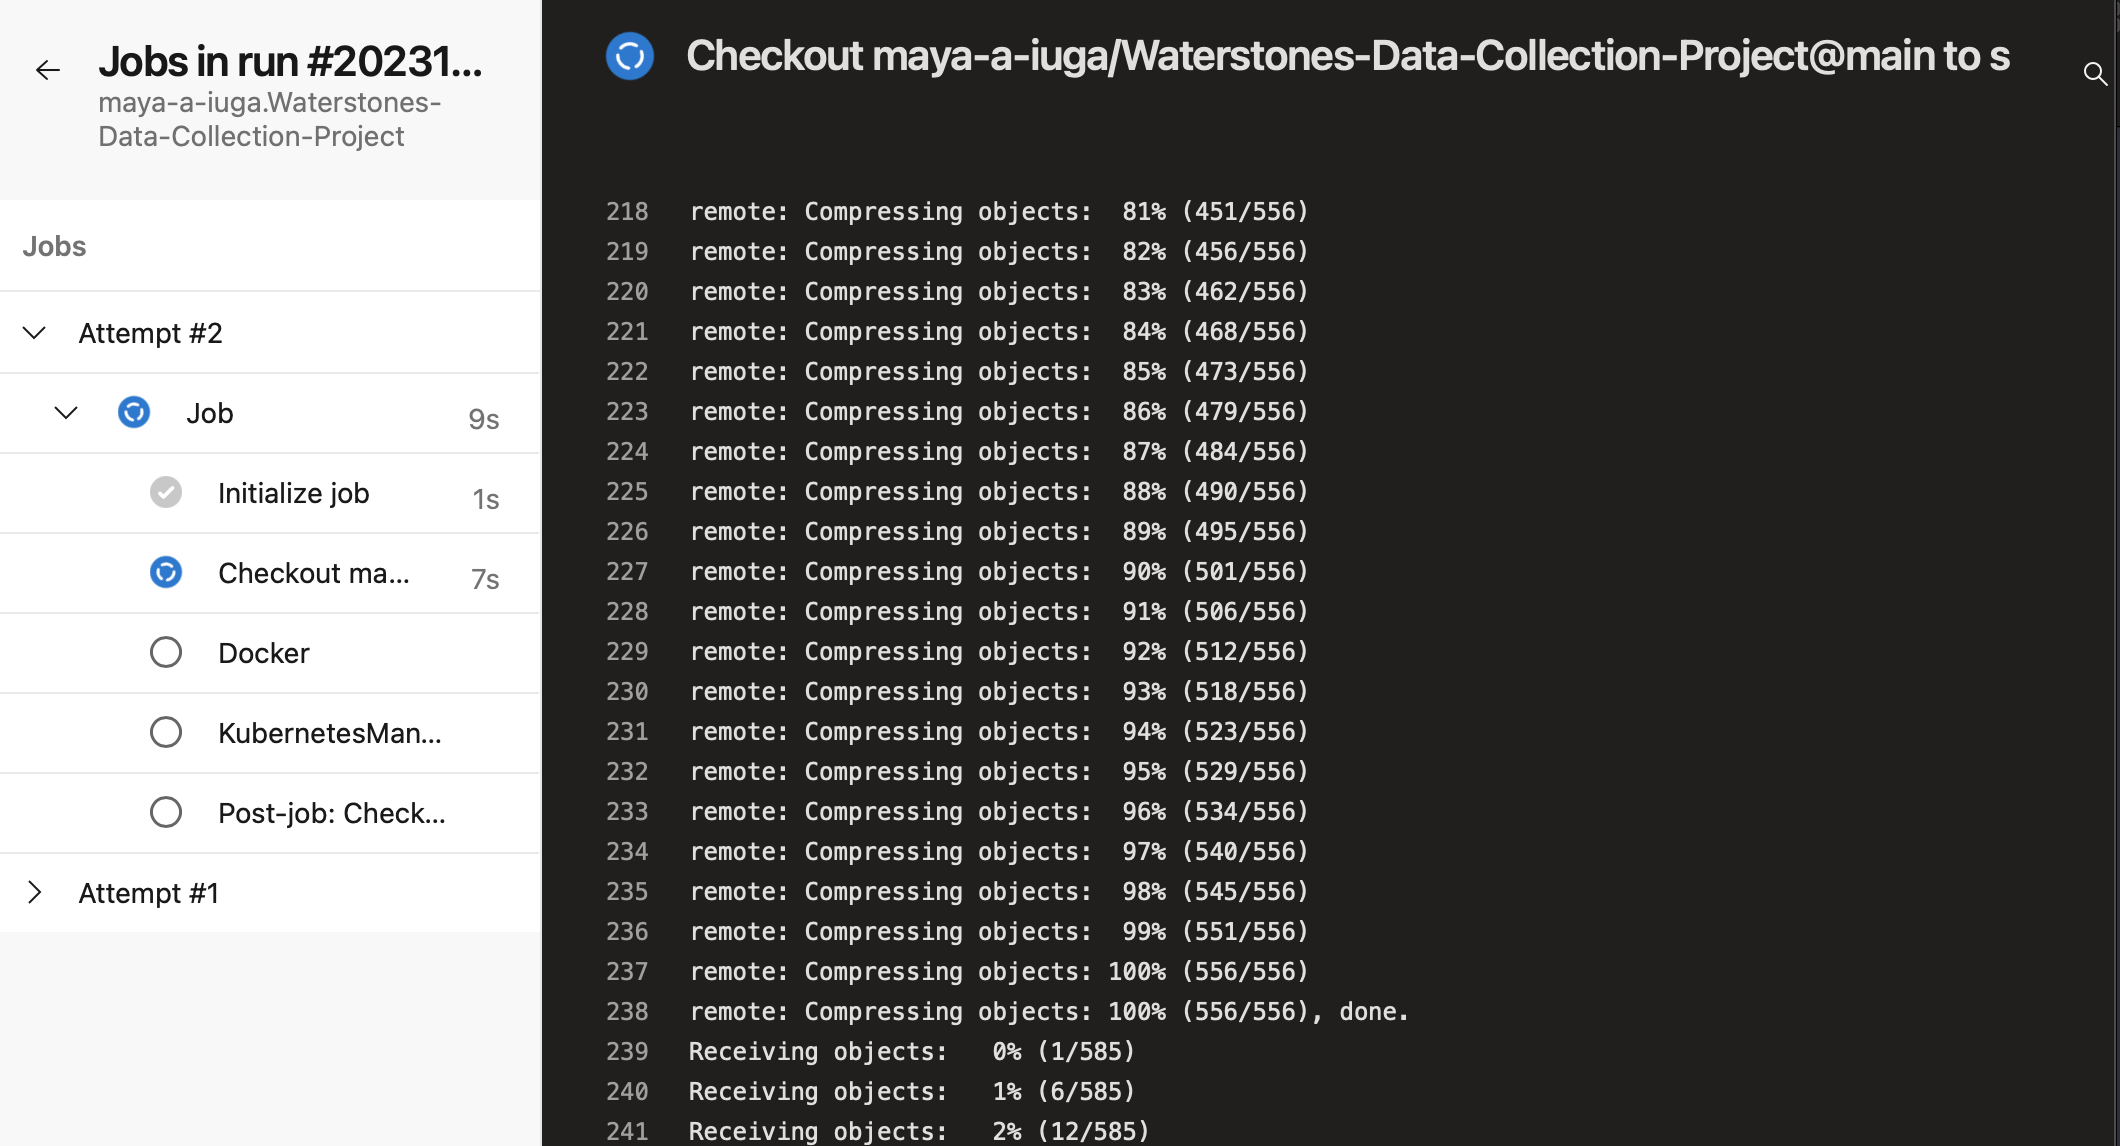 Jobs in run #20231...
maya-a-iuga.Waterstones-
Data-Collection-Project
Jobs
Attempt #2
Job 9s
Initialize job 1s
Checkout ma... 7s
Docker
KubernetesMan...
Post-job: Check...
Attempt #1
Checkout maya-a-iuga/Waterstones-Data-Collection-Project@main to s
218 remote: Compressing objects:  81% (451/556)
219 remote: Compressing objects:  82% (456/556)
220 remote: Compressing objects:  83% (462/556)
221 remote: Compressing objects:  84% (468/556)
222 remote: Compressing objects:  85% (473/556)
223 remote: Compressing objects:  86% (479/556)
224 remote: Compressing objects:  87% (484/556)
225 remote: Compressing objects:  88% (490/556)
226 remote: Compressing objects:  89% (495/556)
227 remote: Compressing objects:  90% (501/556)
228 remote: Compressing objects:  91% (506/556)
229 remote: Compressing objects:  92% (512/556)
230 remote: Compressing objects:  93% (518/556)
231 remote: Compressing objects:  94% (523/556)
232 remote: Compressing objects:  95% (529/556)
233 remote: Compressing objects:  96% (534/556)
234 remote: Compressing objects:  97% (540/556)
235 remote: Compressing objects:  98% (545/556)
236 remote: Compressing objects:  99% (551/556)
237 remote: Compressing objects: 100% (556/556)
238 remote: Compressing objects: 100% (556/556), done.
239 Receiving objects:   0% (1/585)
240 Receiving objects:   1% (6/585)
241 Receiving objects:   2% (12/585)